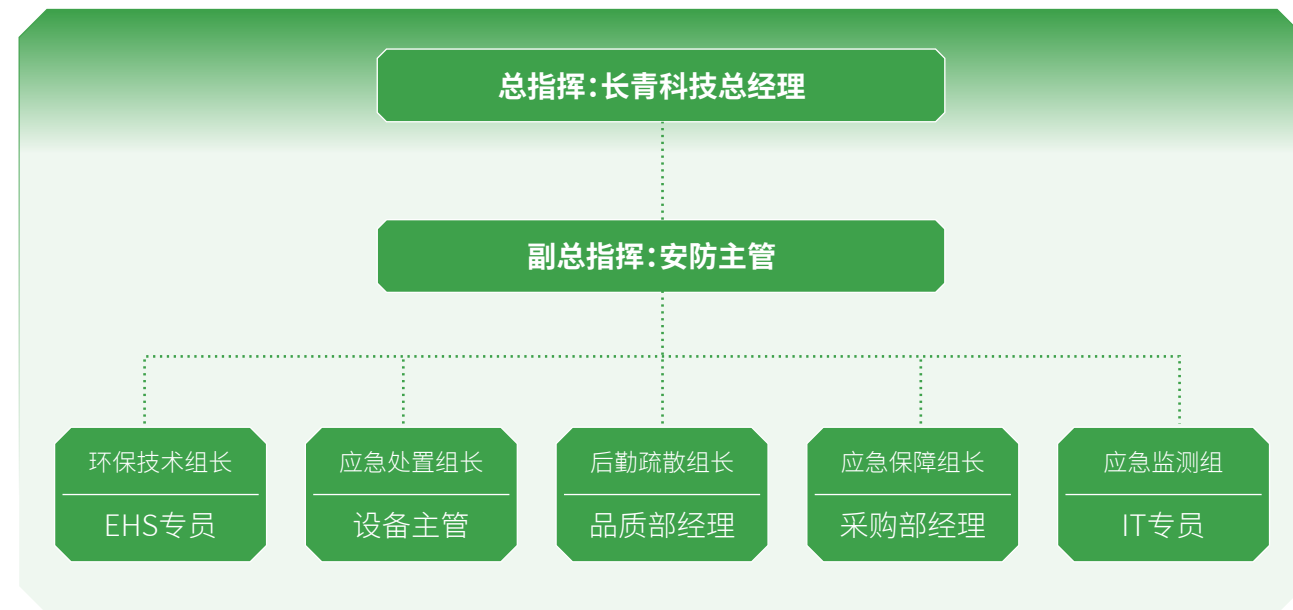 总指挥：长青科技总经理
副总指挥：安防主管
环保技术组长
EHS专员
应急处置组长
设备主管
后勤疏散组长
品质部经理
应急保障组长
采购部经理
应急监测组
IT专员